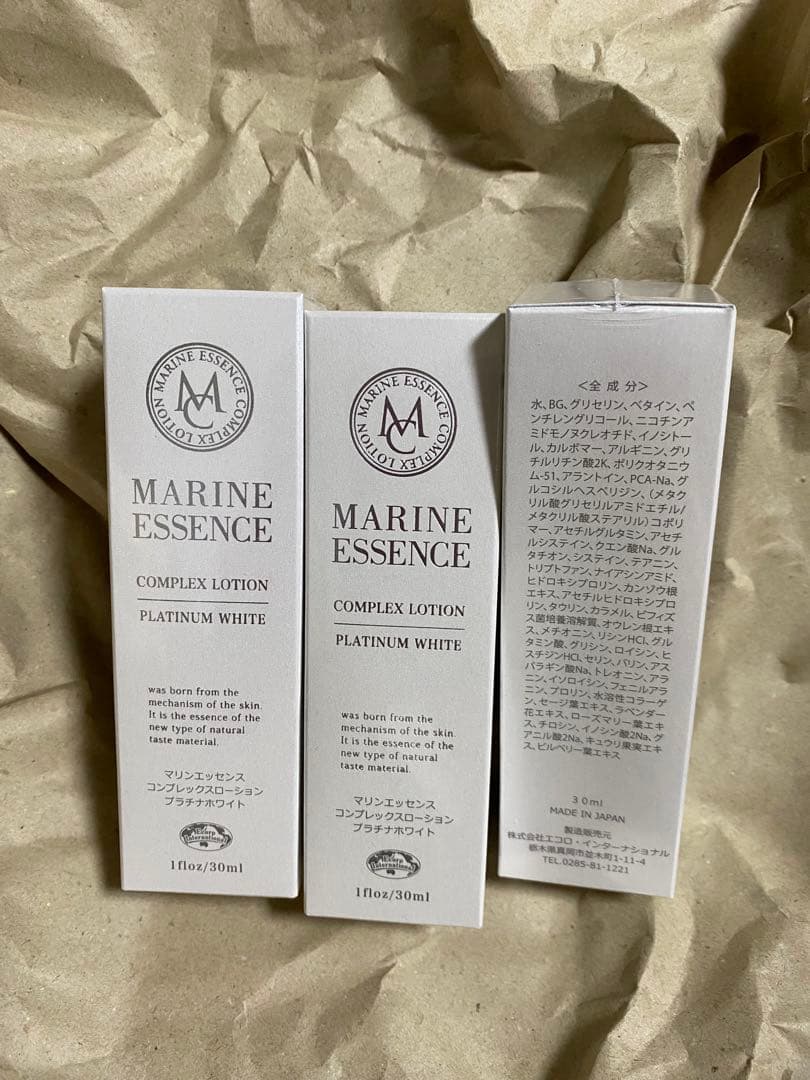 MARINE ESSENCE COMPLEX LOTION
MC
MARINE
ESSENCE
COMPLEX LOTION
PLATINUM WHITE
was born from the
mechanism of the skin.
It is the essence of the
new type of natural
taste material.
マリンエッセンス
コンプレックスローション
プラチナホワイト
International
1floz/30ml
MARINE ESSENCE COMPLEX LOTION
MC
MARINE
ESSENCE
COMPLEX LOTION
PLATINUM WHITE
was born from the
mechanism of the skin.
It is the essence of the
new type of natural
taste material.
マリンエッセンス
コンプレックスローション
プラチナホワイト
International
1floz/30ml
<全成分>
水、BG、グリセリン、ベタイン、ペ
ンチレングリコール、ニコチンア
ミドモノヌクレオチド、イノシトー
ル、カルボマー、アルギニン、グリ
チルリチン酸2K、ポリクオタニウ
ム-51、アラントイン、PCA-Na、グ
ルコシルヘスペリジン、(メタク
リル酸グリセリルアミドエチル/
メタクリル酸ステアリル)コポリ
マー、アセチルグルタミン、アセチ
ルシステイン、クエン酸Na、グル
タチオン、システイン、テアニン、
トリプトファン、ナイアシンアミド、
ヒドロキシプロリン、カンゾウ根
エキス、アセチルヒドロキシプロ
リン、タウリン、カラメル、ビフィズ
ス菌培養溶解質、オウレン根エキ
ス、メチオニン、リシンHCl、グル
タミン酸、グリシン、ロイシン、ヒ
スチジンHCl、セリン、バリン、アス
パラギン酸Na、トレオニン、アラ
ニン、イソロイシン、フェニルアラ
ニン、プロリン、水溶性コラーゲ
ン、セージ葉エキス、ラベンダー
花エキス、ローズマリー葉エキ
ス、チロシン、イノシン酸2Na、グ
アニル酸2Na、キュウリ果実エキ
ス、ビルベリー葉エキス
30ml
MADE IN JAPAN
製造販売元
株式会社エコロ・インターナショナル
栃木県真岡市並木町1-11-4
TEL.0285-81-1221